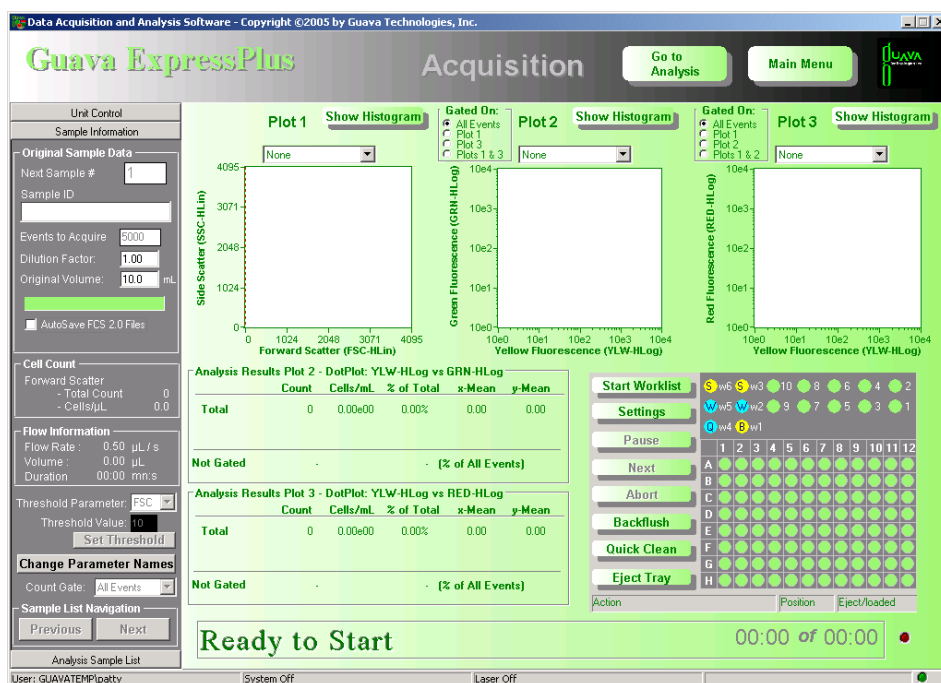 Data Acquisition and Analysis Software - Copyright ©2005 by Guava Technologies, Inc.
Guava ExpressPlus
Acquisition
Go to
Analysis
Main Menu
GUAVA
Unit Control
Sample Information
Original Sample Data
Next Sample # 1
Sample ID
Events to Acquire 5000
Dilution Factor: 1.00
Original Volume: 10.0 mL
AutoSave FCS 2.0 Files
Cell Count
Forward Scatter
- Total Count 0
- Cells/µL 0.0
Flow Information
Flow Rate : 0.50 µL / s
Volume : 0.00 µL
Duration 00:00 mn:s
Threshold Parameter: FSC
Threshold Value: 10
Set Threshold
Change Parameter Names
Count Gate: All Events
Sample List Navigation
Previous Next
Analysis Sample List
Plot 1 Show Histogram
None
4095
3071
2048
1024
0
Side Scatter (SSC-HLin)
0 1024 2048 3071 4095
Forward Scatter (FSC-HLin)
Gated On:
All Events
Plot 1
Plot 3
Plots 1 & 3
Plot 2 Show Histogram
None
10e4
10e3
10e2
10e1
10e0
Green Fluorescence (GRN-HLog)
10e0 10e1 10e2 10e3 10e4
Yellow Fluorescence (YLW-HLog)
Gated On:
All Events
Plot 1
Plot 2
Plots 1 & 2
Plot 3 Show Histogram
None
10e4
10e3
10e2
10e1
10e0
Red Fluorescence (RED-HLog)
10e0 10e1 10e2 10e3 10e4
Yellow Fluorescence (YLW-HLog)
Analysis Results Plot 2 - DotPlot: YLW-HLog vs GRN-HLog
Count Cells/mL % of Total x-Mean y-Mean
Total 0 0.00e00 0.00% 0.00 0.00
Not Gated - - (% of All Events)
Analysis Results Plot 3 - DotPlot: YLW-HLog vs RED-HLog
Count Cells/mL % of Total x-Mean y-Mean
Total 0 0.00e00 0.00% 0.00 0.00
Not Gated - - (% of All Events)
Start Worklist
Settings
Pause
Next
Abort
Backflush
Quick Clean
Eject Tray
S w6 S w3 10 8 6 4 2
W w5 W w2 9 7 5 3 1
Q w4 B w1
1 2 3 4 5 6 7 8 9 10 11 12
A
B
C
D
E
F
G
H
Action Position Eject/loaded
Ready to Start 00:00 of 00:00
User: GUAVATEMP\patty System Off Laser Off